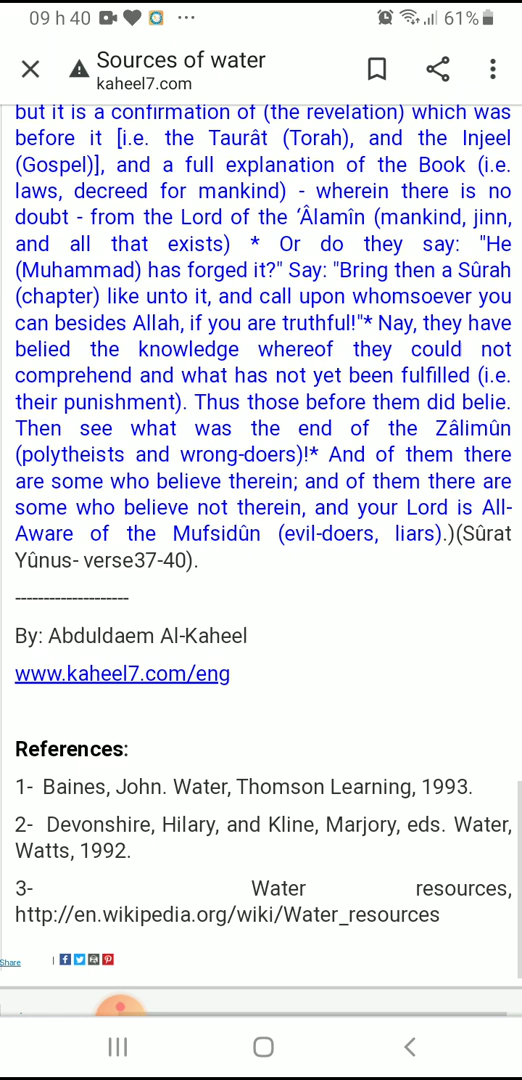 09 h 40 ... 61%
Sources of water
kaheel7.com
but it is a confirmation of (the revelation) which was
before it [i.e. the Taurât (Torah), and the Injeel
(Gospel)], and a full explanation of the Book (i.e.
laws, decreed for mankind) - wherein there is no
doubt - from the Lord of the ‘Âlamîn (mankind, jinn,
and all that exists) * Or do they say: "He
(Muhammad) has forged it?" Say: "Bring then a Sûrah
(chapter) like unto it, and call upon whomsoever you
can besides Allah, if you are truthful!"* Nay, they have
belied the knowledge whereof they could not
comprehend and what has not yet been fulfilled (i.e.
their punishment). Thus those before them did belie.
Then see what was the end of the Zâlimûn
(polytheists and wrong-doers)!* And of them there
are some who believe therein; and of them there are
some who believe not therein, and your Lord is All-
Aware of the Mufsidûn (evil-doers, liars).)(Sûrat
Yûnus- verse37-40).
--------------------
By: Abduldaem Al-Kaheel
www.kaheel7.com/eng
References:
1- Baines, John. Water, Thomson Learning, 1993.
2- Devonshire, Hilary, and Kline, Marjory, eds. Water,
Watts, 1992.
3- Water resources,
http://en.wikipedia.org/wiki/Water_resources
Share |